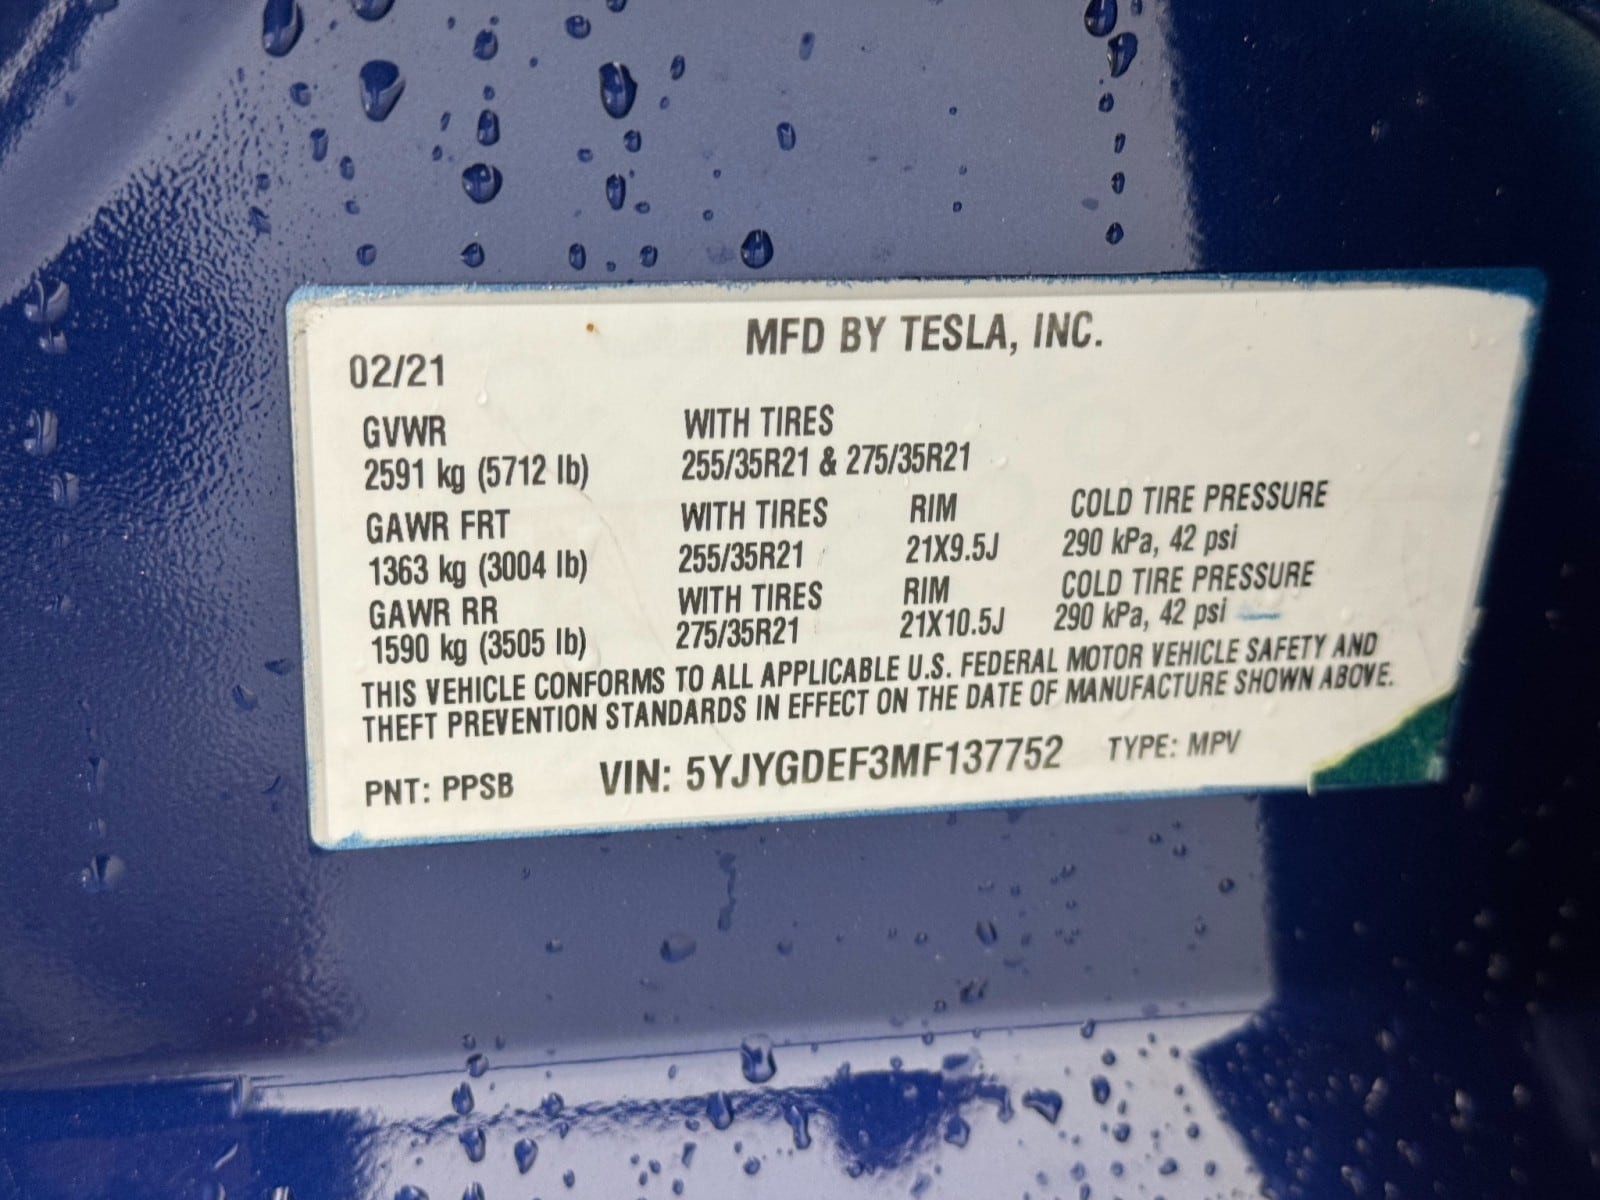 MFD BY TESLA, INC.
02/21
GVWR WITH TIRES
2591 kg (5712 lb) 255/35R21 & 275/35R21
GAWR FRT WITH TIRES RIM COLD TIRE PRESSURE
1363 kg (3004 lb) 255/35R21 21X9.5J 290 kPa, 42 psi
GAWR RR WITH TIRES RIM COLD TIRE PRESSURE
1590 kg (3505 lb) 275/35R21 21X10.5J 290 kPa, 42 psi
THIS VEHICLE CONFORMS TO ALL APPLICABLE U.S. FEDERAL MOTOR VEHICLE SAFETY AND
THEFT PREVENTION STANDARDS IN EFFECT ON THE DATE OF MANUFACTURE SHOWN ABOVE.
PNT: PPSB VIN: 5YJYGDEF3MF137752 TYPE: MPV